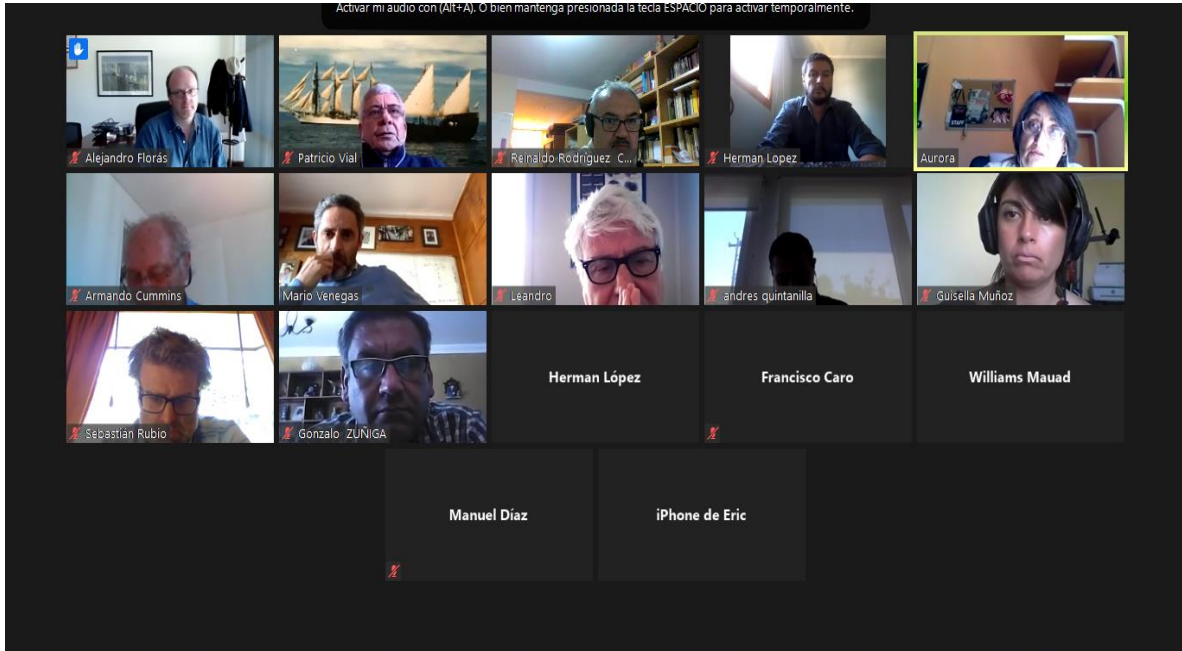 Activar mi audio con (Alt+A). O bien mantenga presionada la tecla ESPACIO para activar temporalmente.
Alejandro Florás
Patricio Vial
Reinaldo Rodríguez C...
Herman Lopez
STAFF
Aurora
Armando Cummins
Mario Venegas
Leandro
andres quintanilla
Guisella Muñoz
Sebastián Rubio
Gonzalo ZUÑIGA
Herman López
Francisco Caro
Williams Mauad
Manuel Díaz
iPhone de Eric